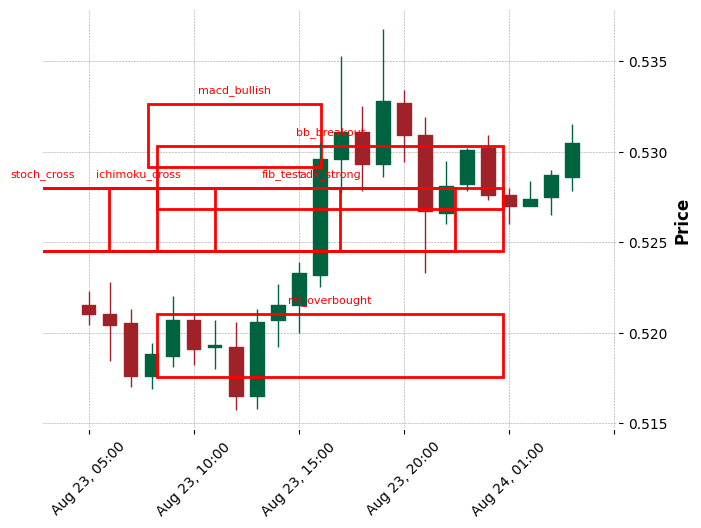 macd_bullish
bb_breakout
stoch_cross
ichimoku_cross
fib_test
adx_strong
rsi_overbought
0.535
0.530
0.525
0.520
0.515
Price
Aug 23, 05:00
Aug 23, 10:00
Aug 23, 15:00
Aug 23, 20:00
Aug 24, 01:00